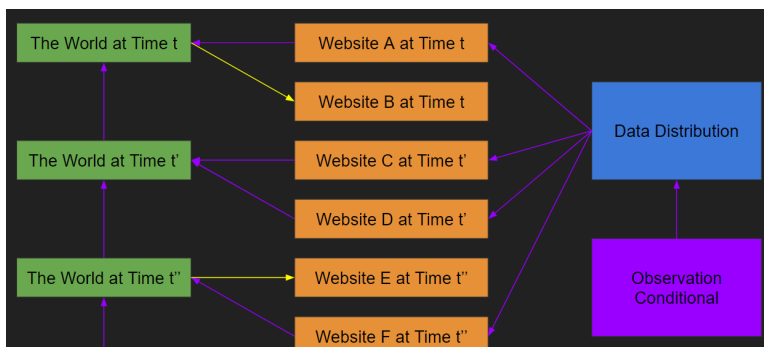 The World at Time t
Website A at Time t
Website B at Time t
Data Distribution
The World at Time t’
Website C at Time t’
Website D at Time t’
The World at Time t’’
Website E at Time t’’
Observation
Conditional
Website F at Time t’’